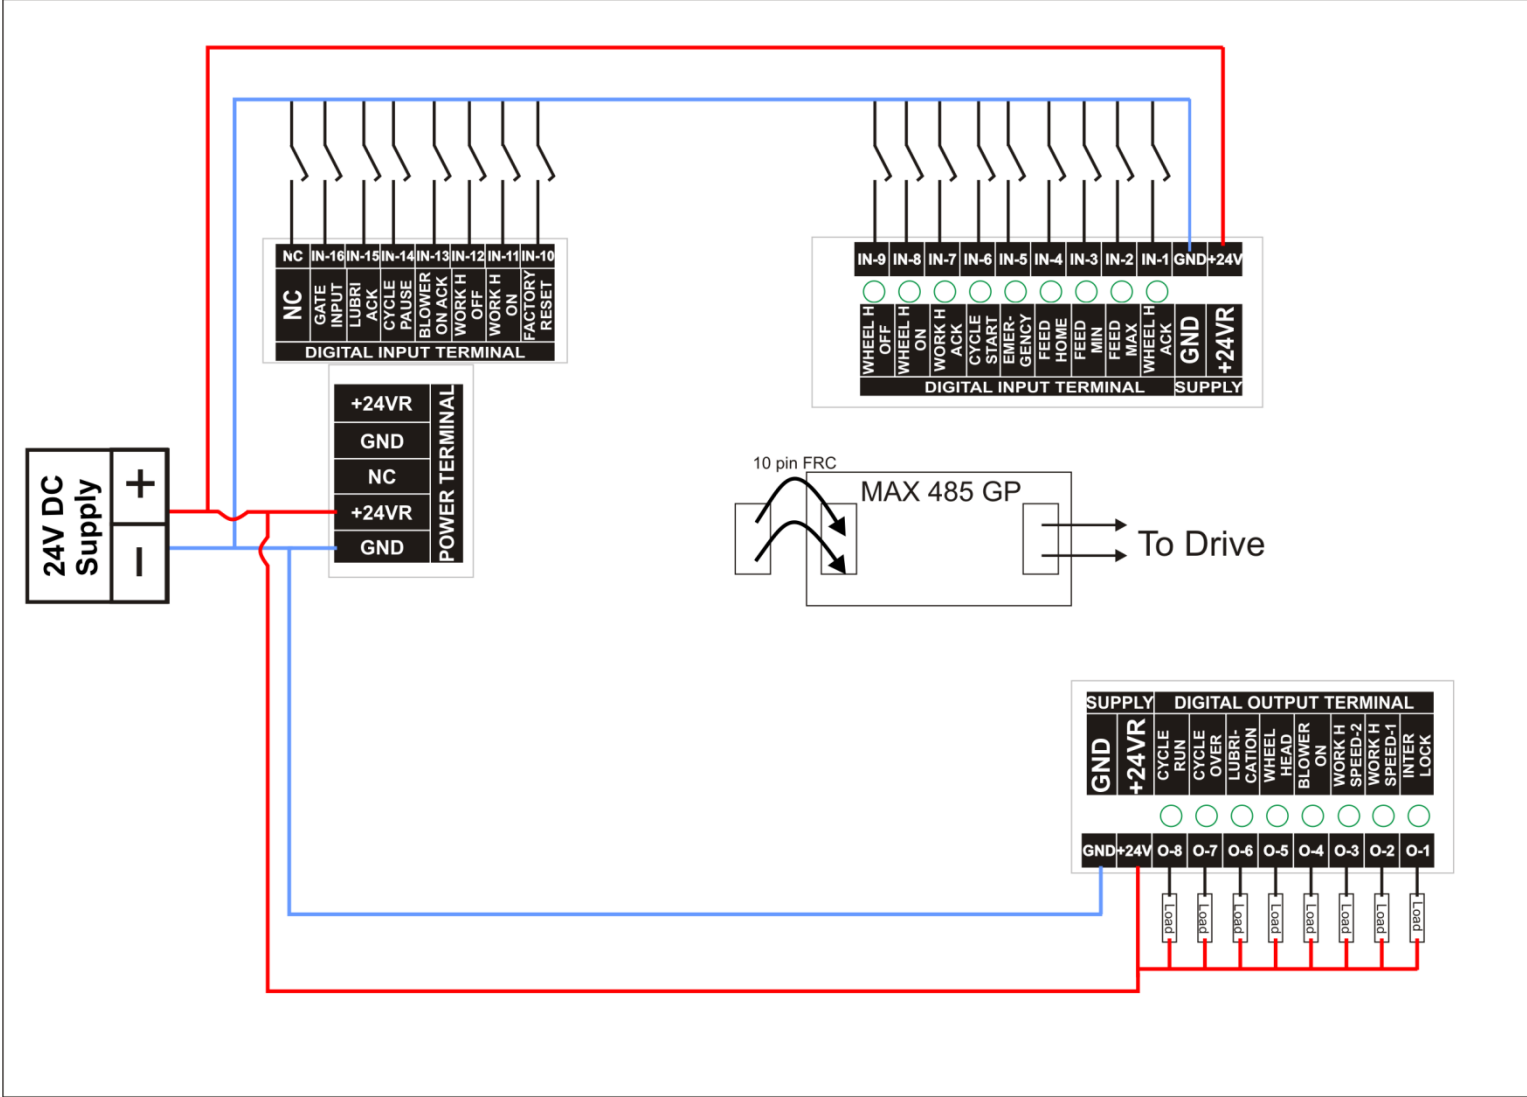 NC IN-16 IN-15 IN-14 IN-13 IN-12 IN-11 IN-10
NC
GATE
INPUT
LUBRI
ACK
CYCLE
PAUSE
BLOWER
ON ACK
WORK H
OFF
WORK H
ON
FACTORY
RESET
DIGITAL INPUT TERMINAL
IN-9 IN-8 IN-7 IN-6 IN-5 IN-4 IN-3 IN-2 IN-1 GND +24V
WHEEL H
OFF
WHEEL H
ON
WORK H
ACK
CYCLE
START
EMER-
GENCY
FEED
HOME
FEED
MIN
FEED
MAX
WHEEL H
ACK
GND
+24VR
DIGITAL INPUT TERMINAL
SUPPLY
+24VR
GND
NC
+24VR
GND
POWER TERMINAL
24V DC
Supply
+
−
10 pin FRC
MAX 485 GP
To Drive
SUPPLY
DIGITAL OUTPUT TERMINAL
GND
+24VR
CYCLE
RUN
CYCLE
OVER
LUBRI-
CATION
WHEEL
HEAD
BLOWER
ON
WORK H
SPEED-2
WORK H
SPEED-1
INTER
LOCK
GND +24V O-8 O-7 O-6 O-5 O-4 O-3 O-2 O-1
Load
Load
Load
Load
Load
Load
Load
Load